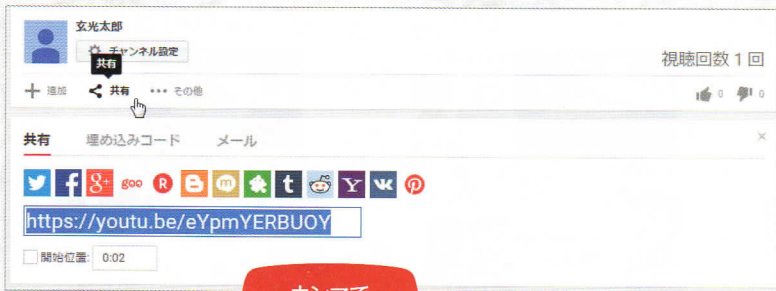 玄光太郎
チャンネル設定
共有
視聴回数 1 回
追加 共有 その他
0 0
共有 埋め込みコード メール
goo
https://youtu.be/eYpmYERBUOY
開始位置: 0:02